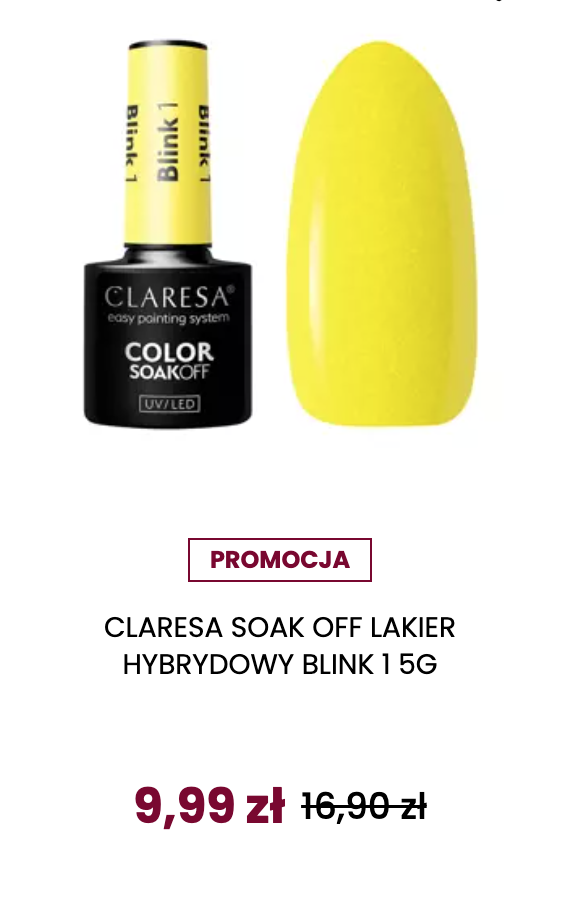 Blink 1
Blink 1
Blink 1
CLARESA®
easy painting system
COLOR
SOAKOFF
UV/LED
PROMOCJA
CLARESA SOAK OFF LAKIER
HYBRYDOWY BLINK 1 5G
9,99 zł 16,90 zł